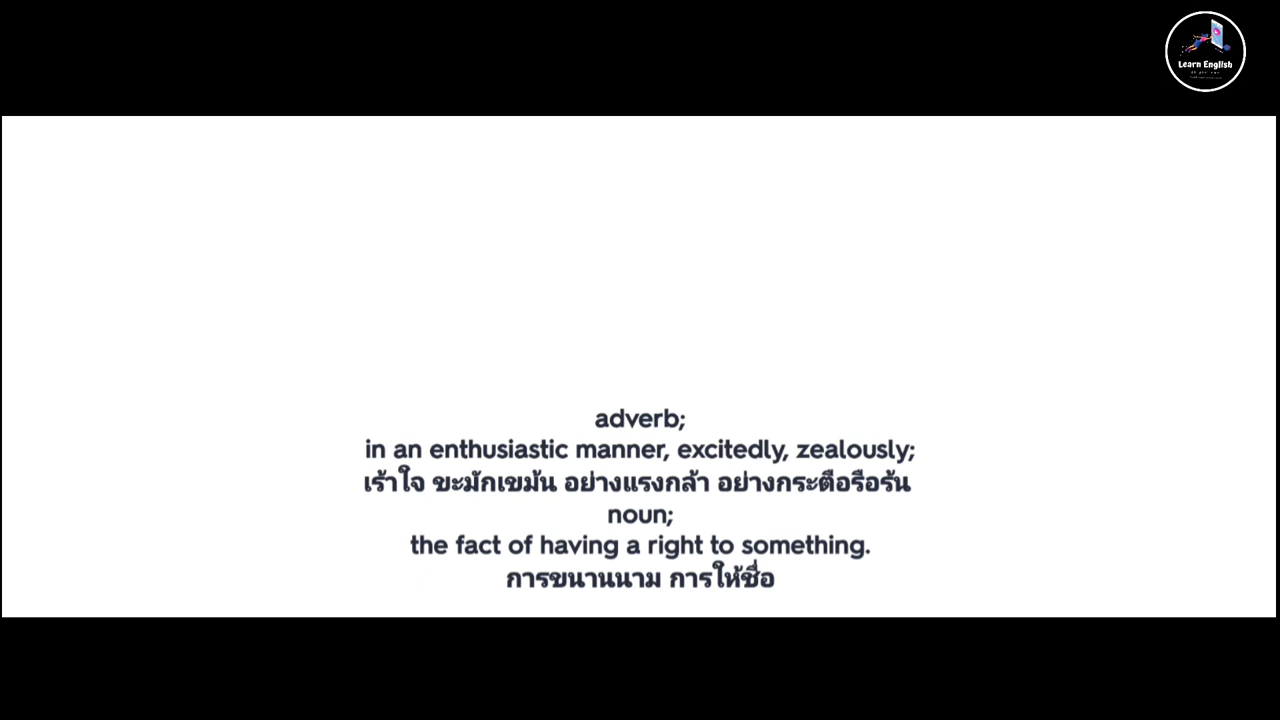 Learn English
adverb;
in an enthusiastic manner, excitedly, zealously;
เร้าใจ ขะมักเขม้น อย่างแรงกล้า อย่างกระตือรือร้น
noun;
the fact of having a right to something.
การขนานนาม การให้ชื่อ